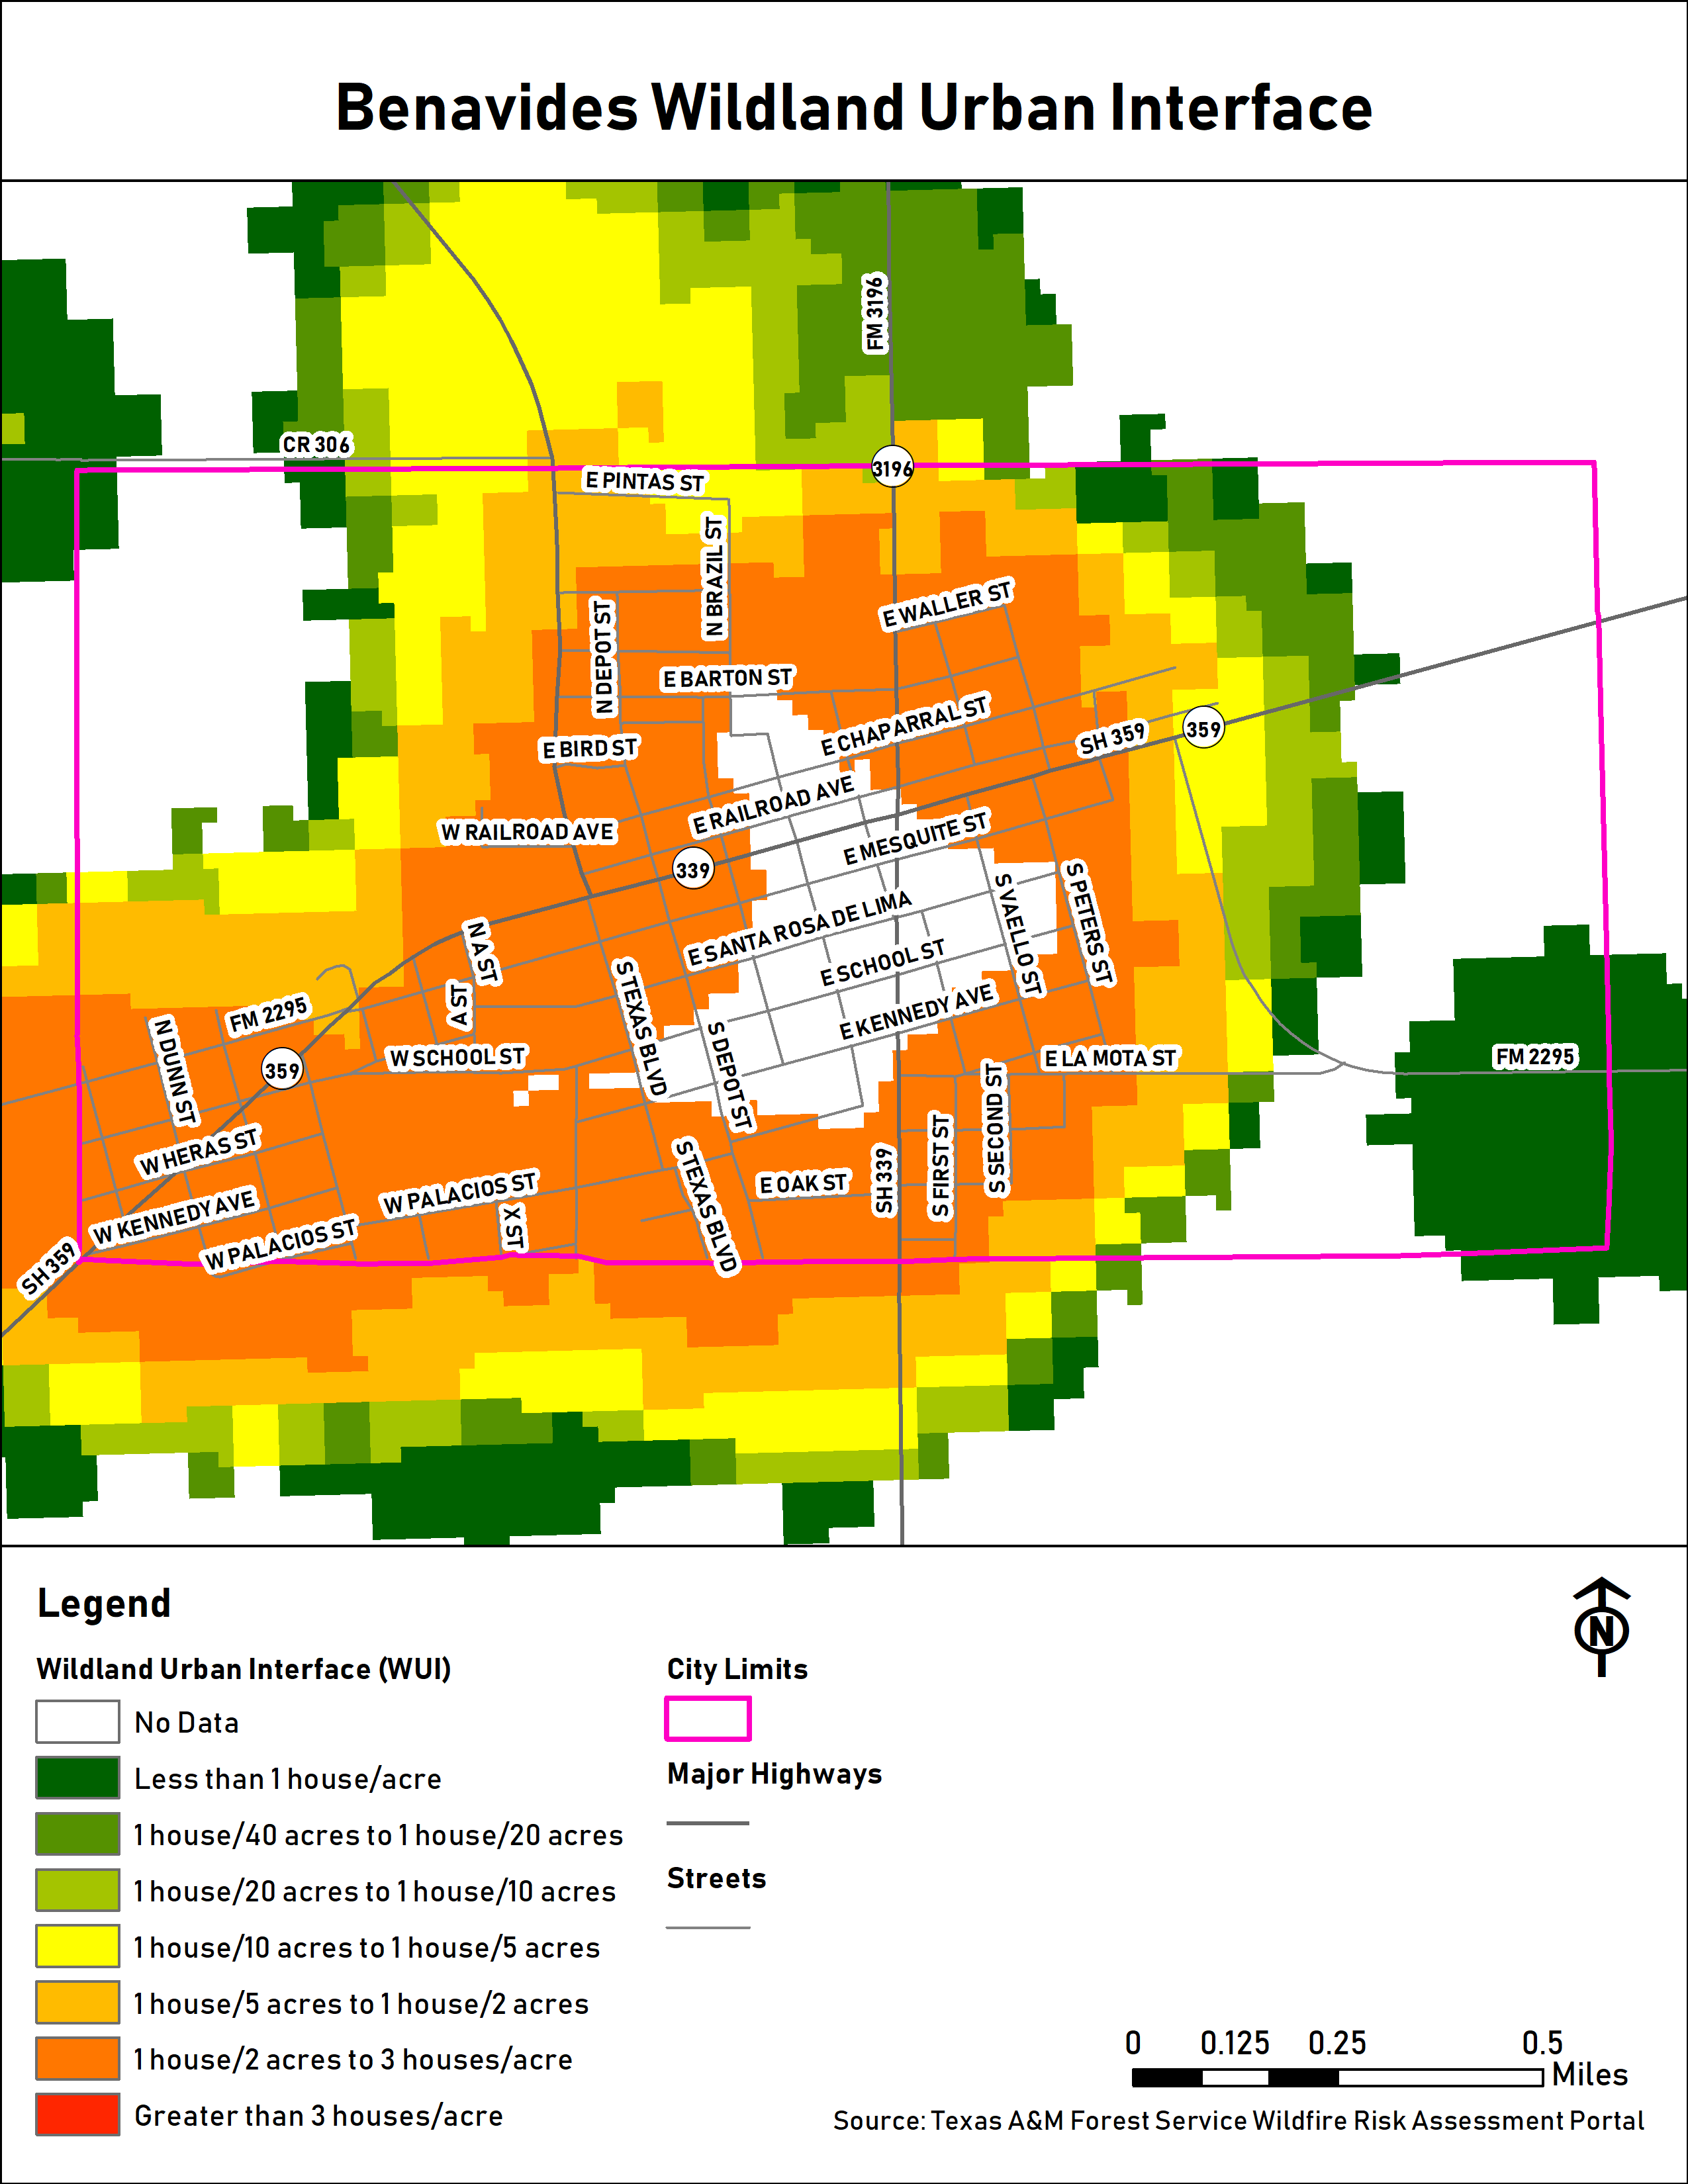 Benavides Wildland Urban Interface
FM 3196
CR 306
3196
E PINTAS ST
N BRAZIL ST
E WALLER ST
N DEPOT ST
E BARTON ST
E CHAPARRAL ST
SH 359
359
E BIRD ST
E RAILROAD AVE
W RAILROAD AVE
E MESQUITE ST
339
S VAELLO ST
S PETERS ST
E SANTA ROSA DE LIMA
N A ST
E SCHOOL ST
S TEXAS BLVD
A ST
FM 2295
E KENNEDY AVE
N DUNN ST
S DEPOT ST
W SCHOOL ST
E LA MOTA ST
FM 2295
359
S SECOND ST
S FIRST ST
W HERAS ST
S TEXAS BLVD
SH 339
E OAK ST
W PALACIOS ST
W KENNEDY AVE
X ST
W PALACIOS ST
SH 359
Legend
N
Wildland Urban Interface (WUI)
No Data
Less than 1 house/acre
1 house/40 acres to 1 house/20 acres
1 house/20 acres to 1 house/10 acres
1 house/10 acres to 1 house/5 acres
1 house/5 acres to 1 house/2 acres
1 house/2 acres to 3 houses/acre
Greater than 3 houses/acre
City Limits
Major Highways
Streets
0 0.125 0.25 0.5
Miles
Source: Texas A&M Forest Service Wildfire Risk Assessment Portal